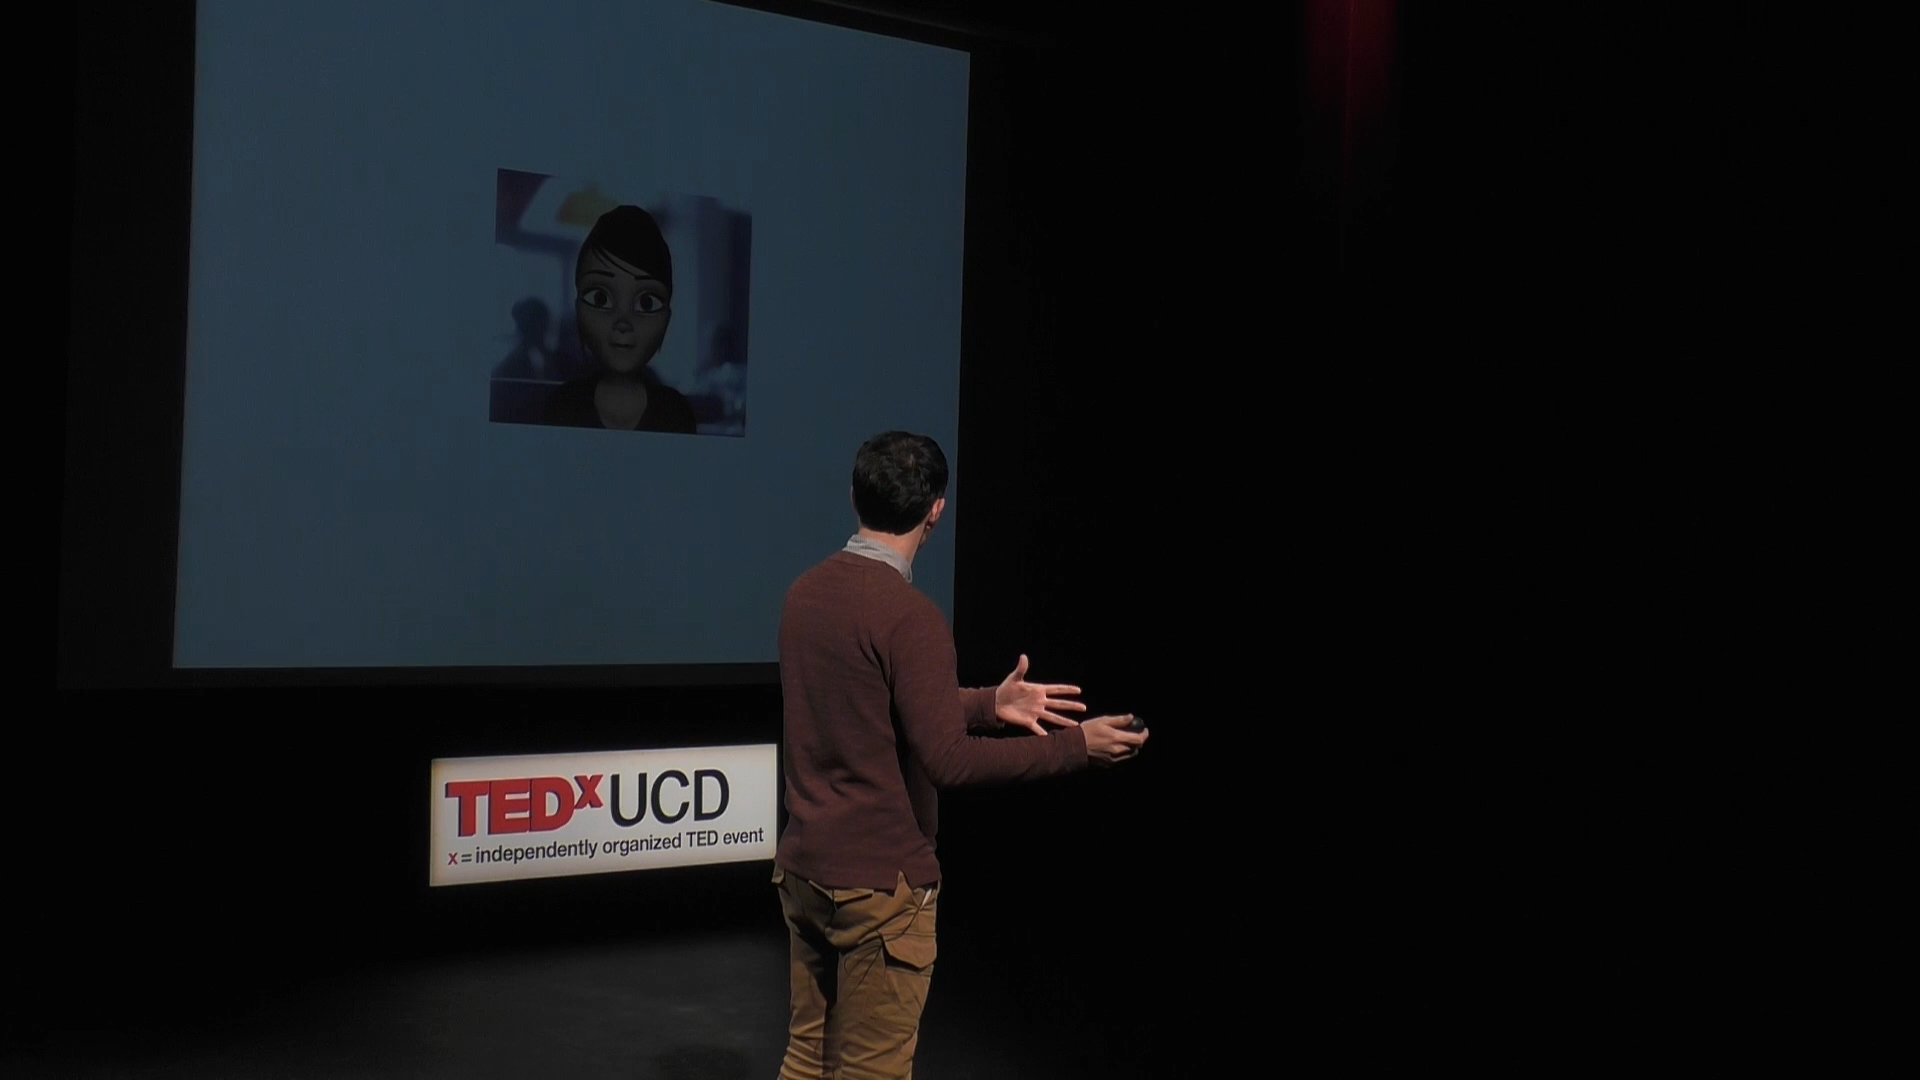 TEDx UCD
x = independently organized TED event